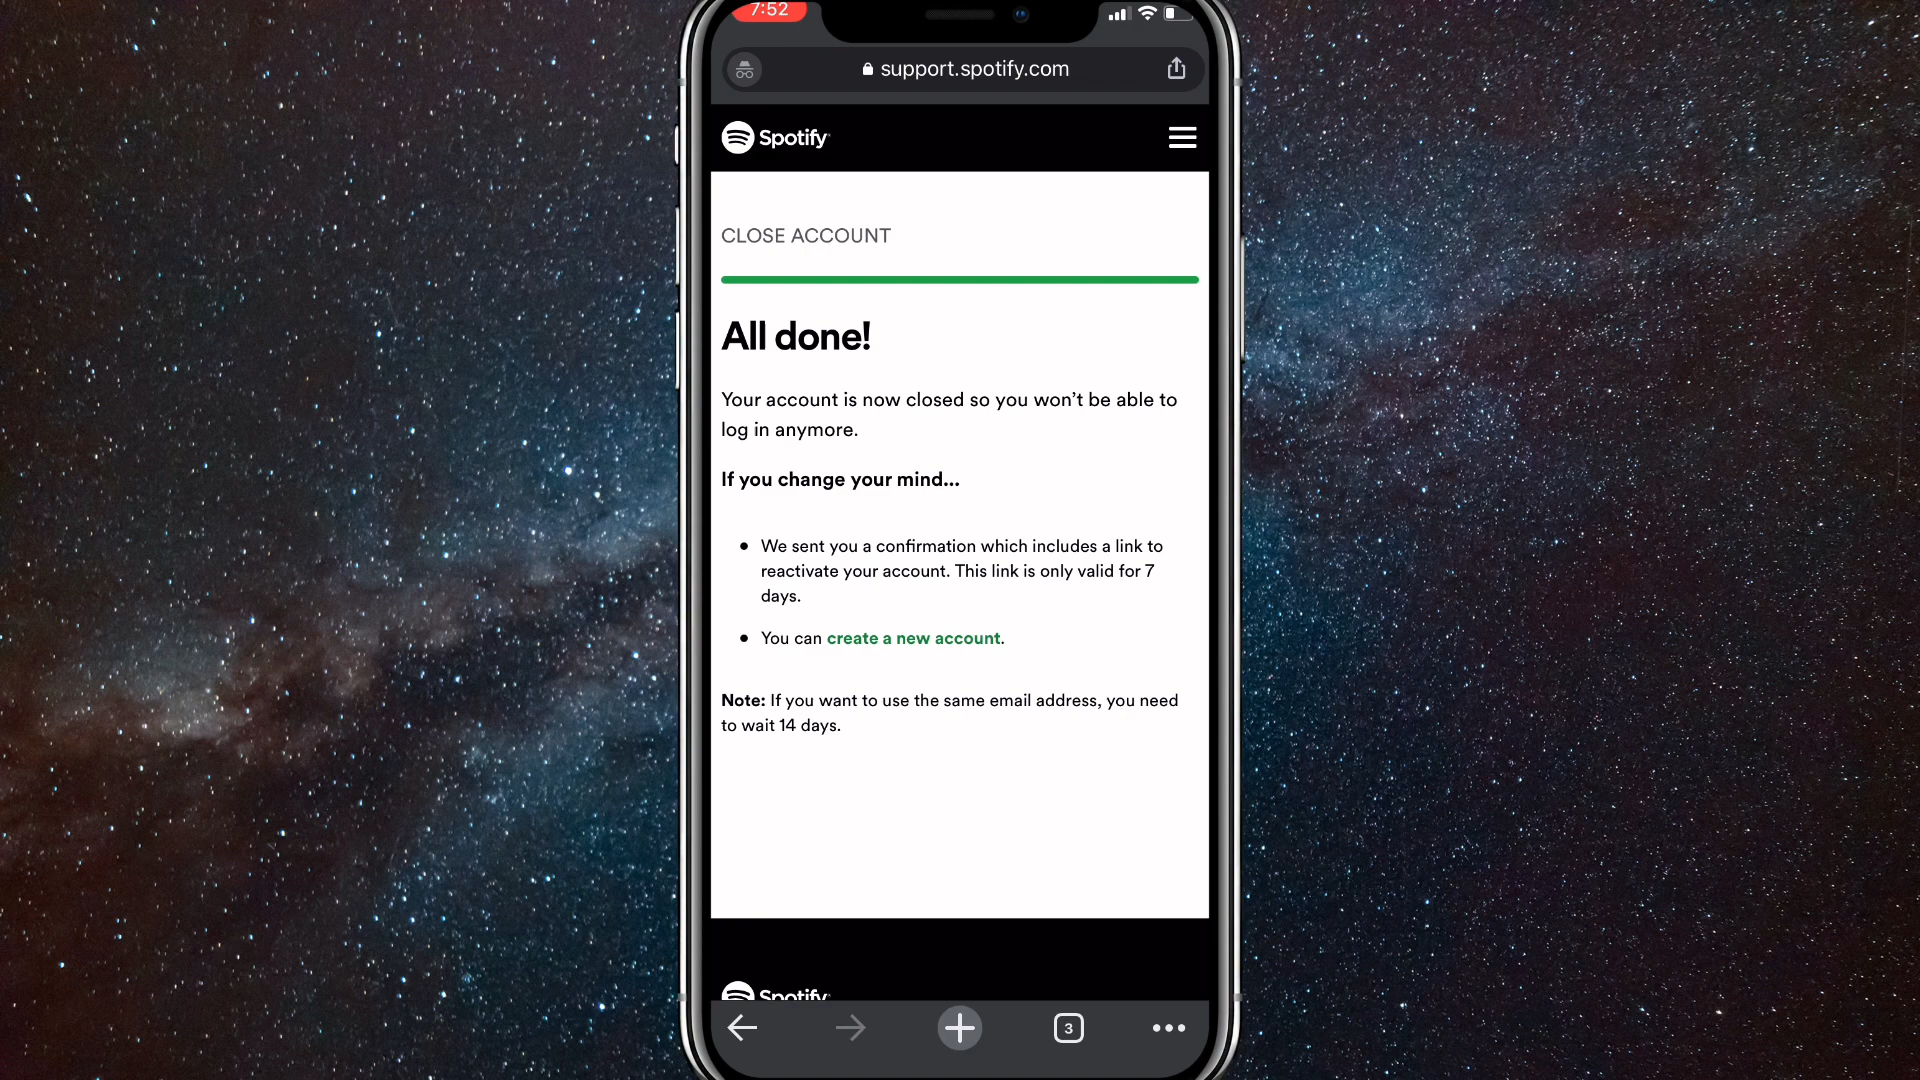 7:52
support.spotify.com
Spotify
CLOSE ACCOUNT
All done!
Your account is now closed so you won’t be able to
log in anymore.
If you change your mind...
• We sent you a confirmation which includes a link to
reactivate your account. This link is only valid for 7
days.
• You can create a new account.
Note: If you want to use the same email address, you need
to wait 14 days.
Spotify
3